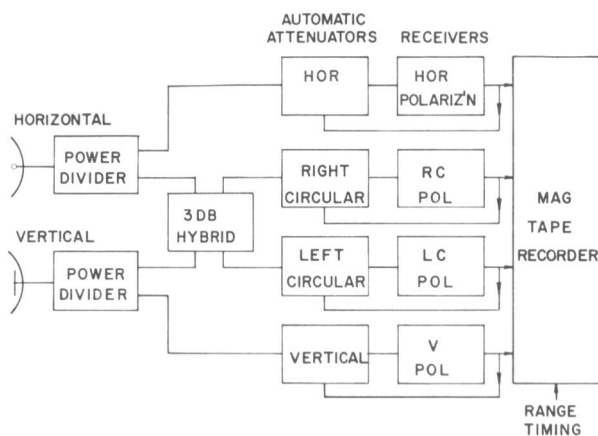 AUTOMATIC
ATTENUATORS
RECEIVERS
HOR
HOR
POLARIZ'N
HORIZONTAL
POWER
DIVIDER
RIGHT
CIRCULAR
RC
POL
3 DB
HYBRID
MAG
TAPE
RECORDER
VERTICAL
POWER
DIVIDER
LEFT
CIRCULAR
LC
POL
VERTICAL
V
POL
RANGE
TIMING